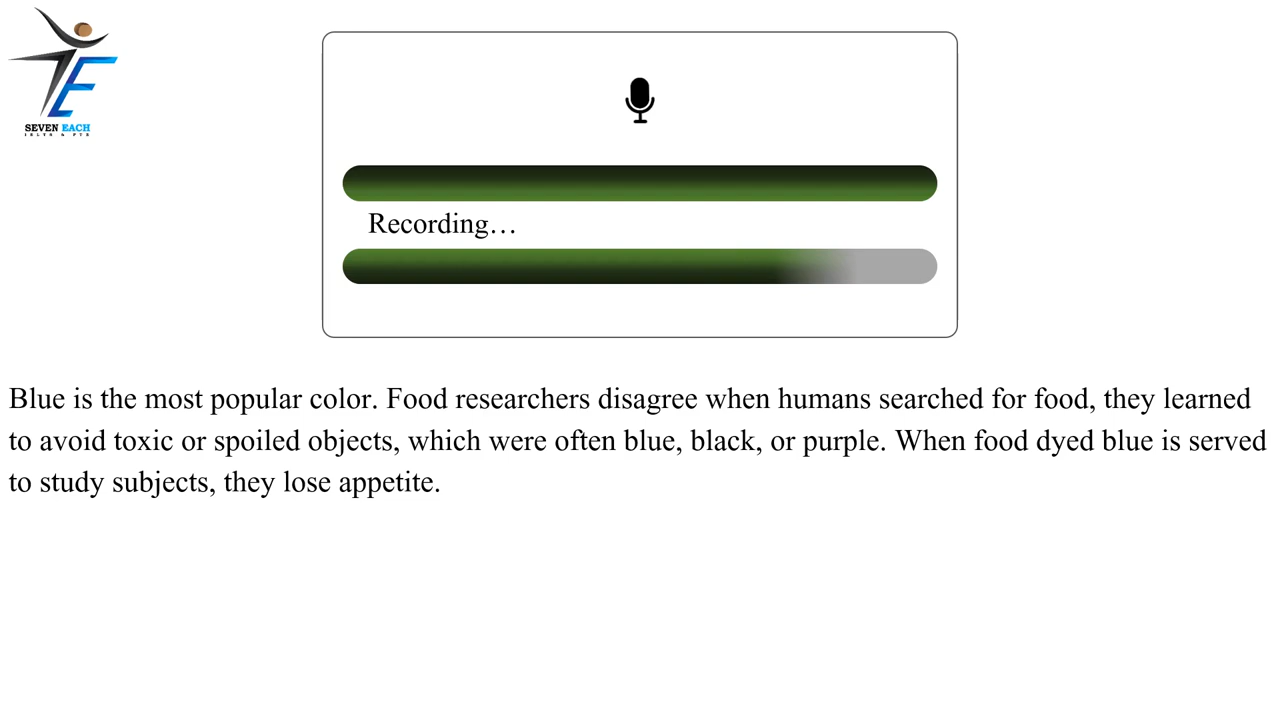 SEVEN EACH
IELTS & PTE
Recording…
Blue is the most popular color. Food researchers disagree when humans searched for food, they learned
to avoid toxic or spoiled objects, which were often blue, black, or purple. When food dyed blue is served
to study subjects, they lose appetite.